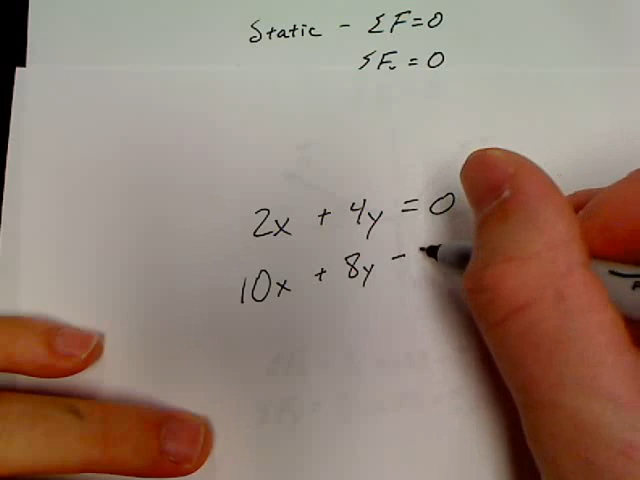 Static - ΣF=0
ΣFₓ = 0
2x + 4y = 0
10x + 8y -